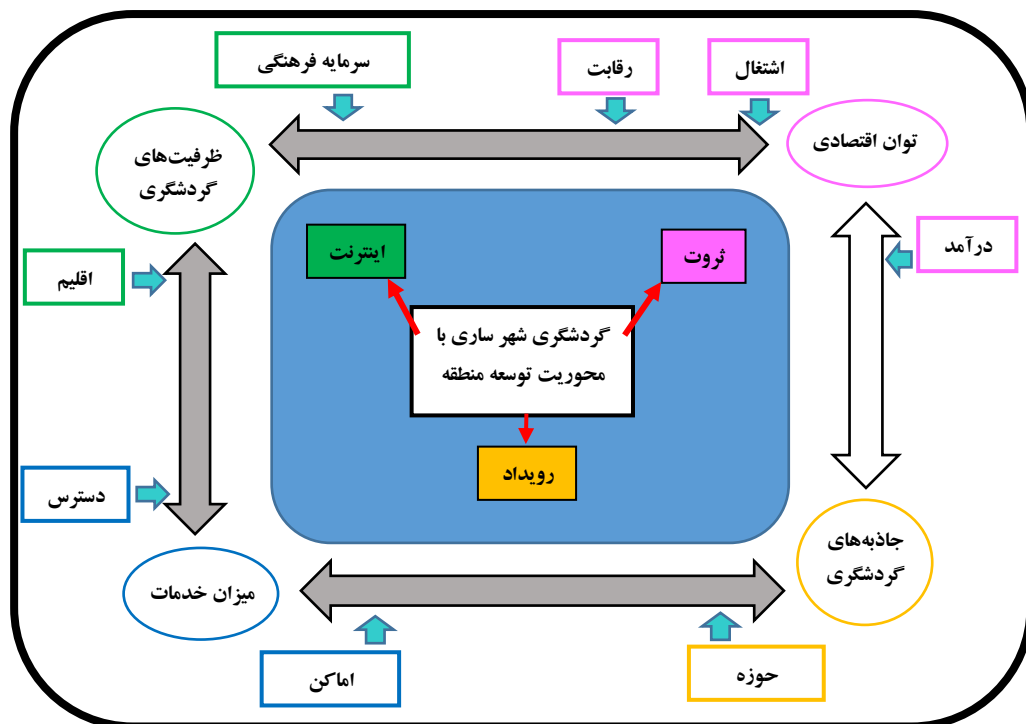 اشتغال
رقابت
سرمایه فرهنگی
توان اقتصادی
ظرفیت‌های
گردشگری
درآمد
ثروت
اینترنت
اقلیم
گردشگری شهر ساری با
محوریت توسعه منطقه
رویداد
دسترس
جاذبه‌های
گردشگری
میزان خدمات
حوزه
اماکن